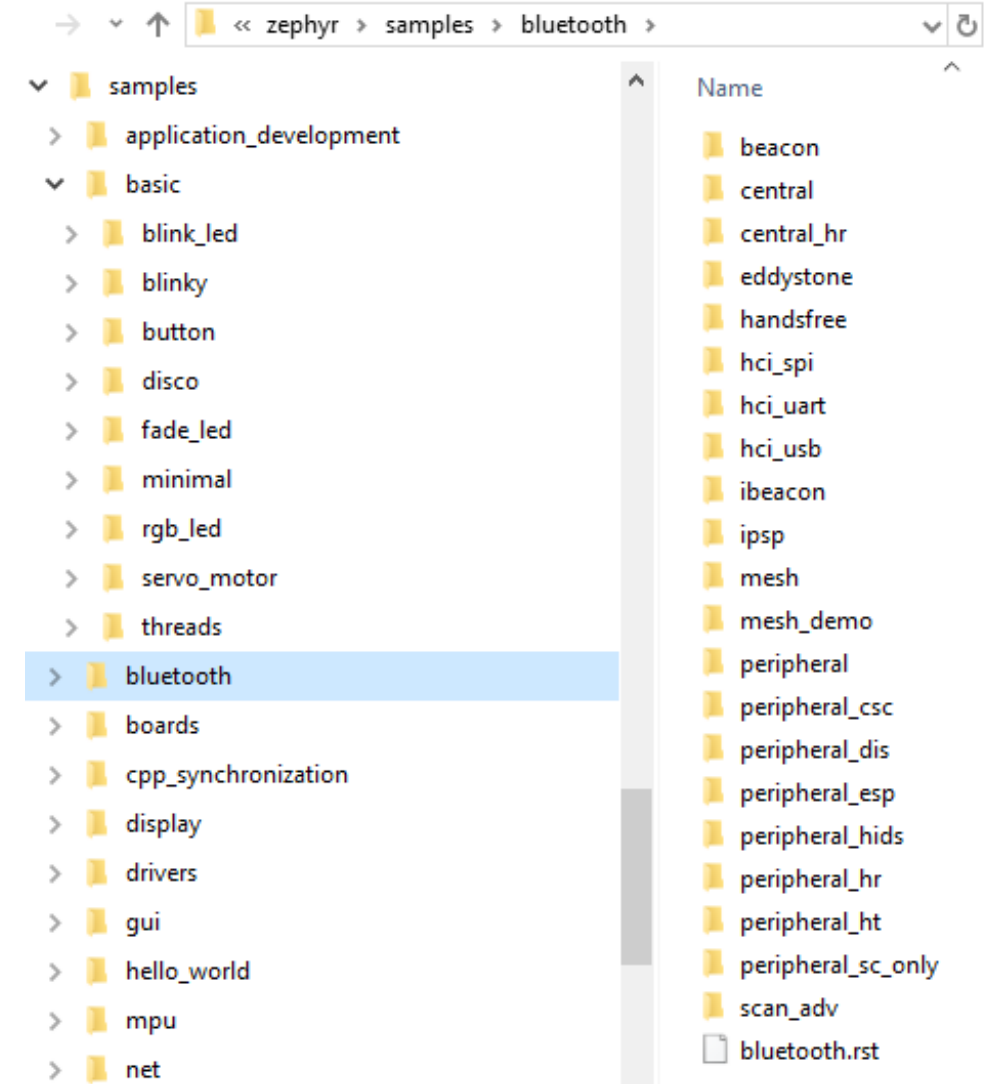 « zephyr > samples > bluetooth >
samples
application_development
basic
blink_led
blinky
button
disco
fade_led
minimal
rgb_led
servo_motor
threads
bluetooth
boards
cpp_synchronization
display
drivers
gui
hello_world
mpu
net
Name
beacon
central
central_hr
eddystone
handsfree
hci_spi
hci_uart
hci_usb
ibeacon
ipsp
mesh
mesh_demo
peripheral
peripheral_csc
peripheral_dis
peripheral_esp
peripheral_hids
peripheral_hr
peripheral_ht
peripheral_sc_only
scan_adv
bluetooth.rst